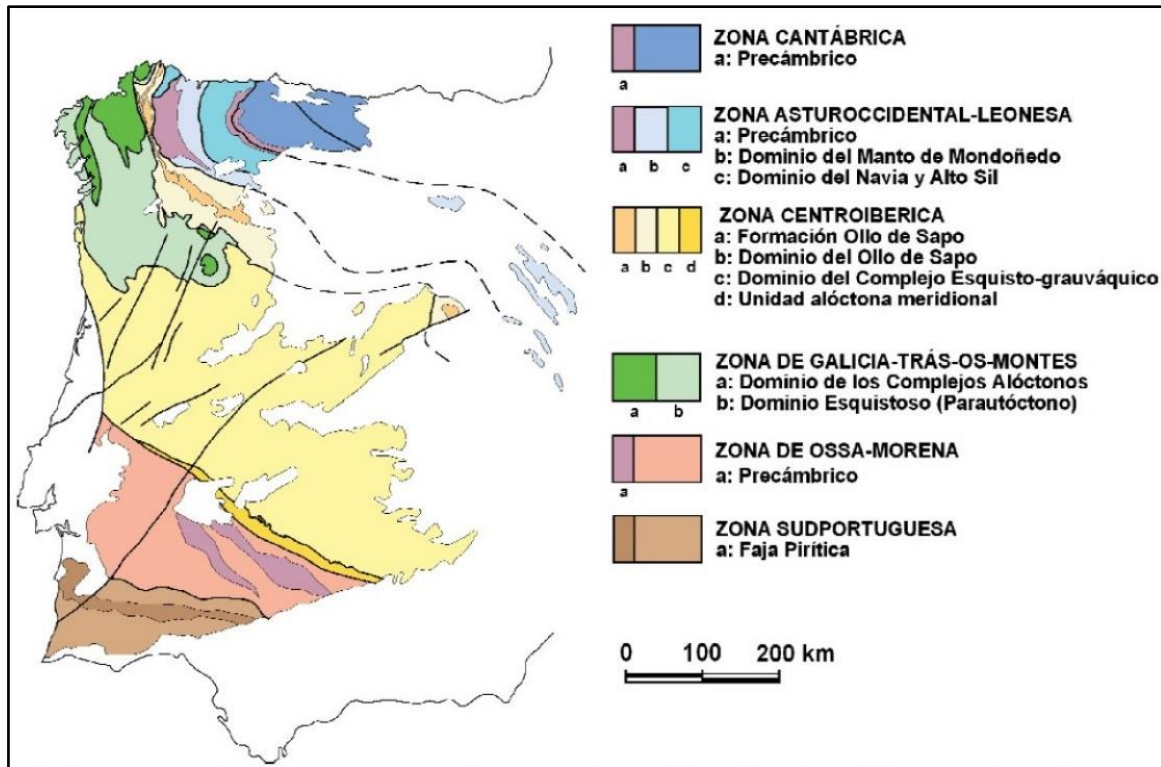 ZONA CANTÁBRICA
a: Precámbrico
a
ZONA ASTUROCCIDENTAL-LEONESA
a: Precámbrico
b: Dominio del Manto de Mondoñedo
c: Dominio del Navia y Alto Sil
a b c
ZONA CENTROIBERICA
a: Formación Ollo de Sapo
b: Dominio del Ollo de Sapo
c: Dominio del Complejo Esquisto-grauváquico
d: Unidad alóctona meridional
a b c d
ZONA DE GALICIA-TRÁS-OS-MONTES
a: Dominio de los Complejos Alóctonos
b: Dominio Esquistoso (Parautóctono)
a b
ZONA DE OSSA-MORENA
a: Precámbrico
a
ZONA SUDPORTUGUESA
a: Faja Pirítica
0 100 200 km